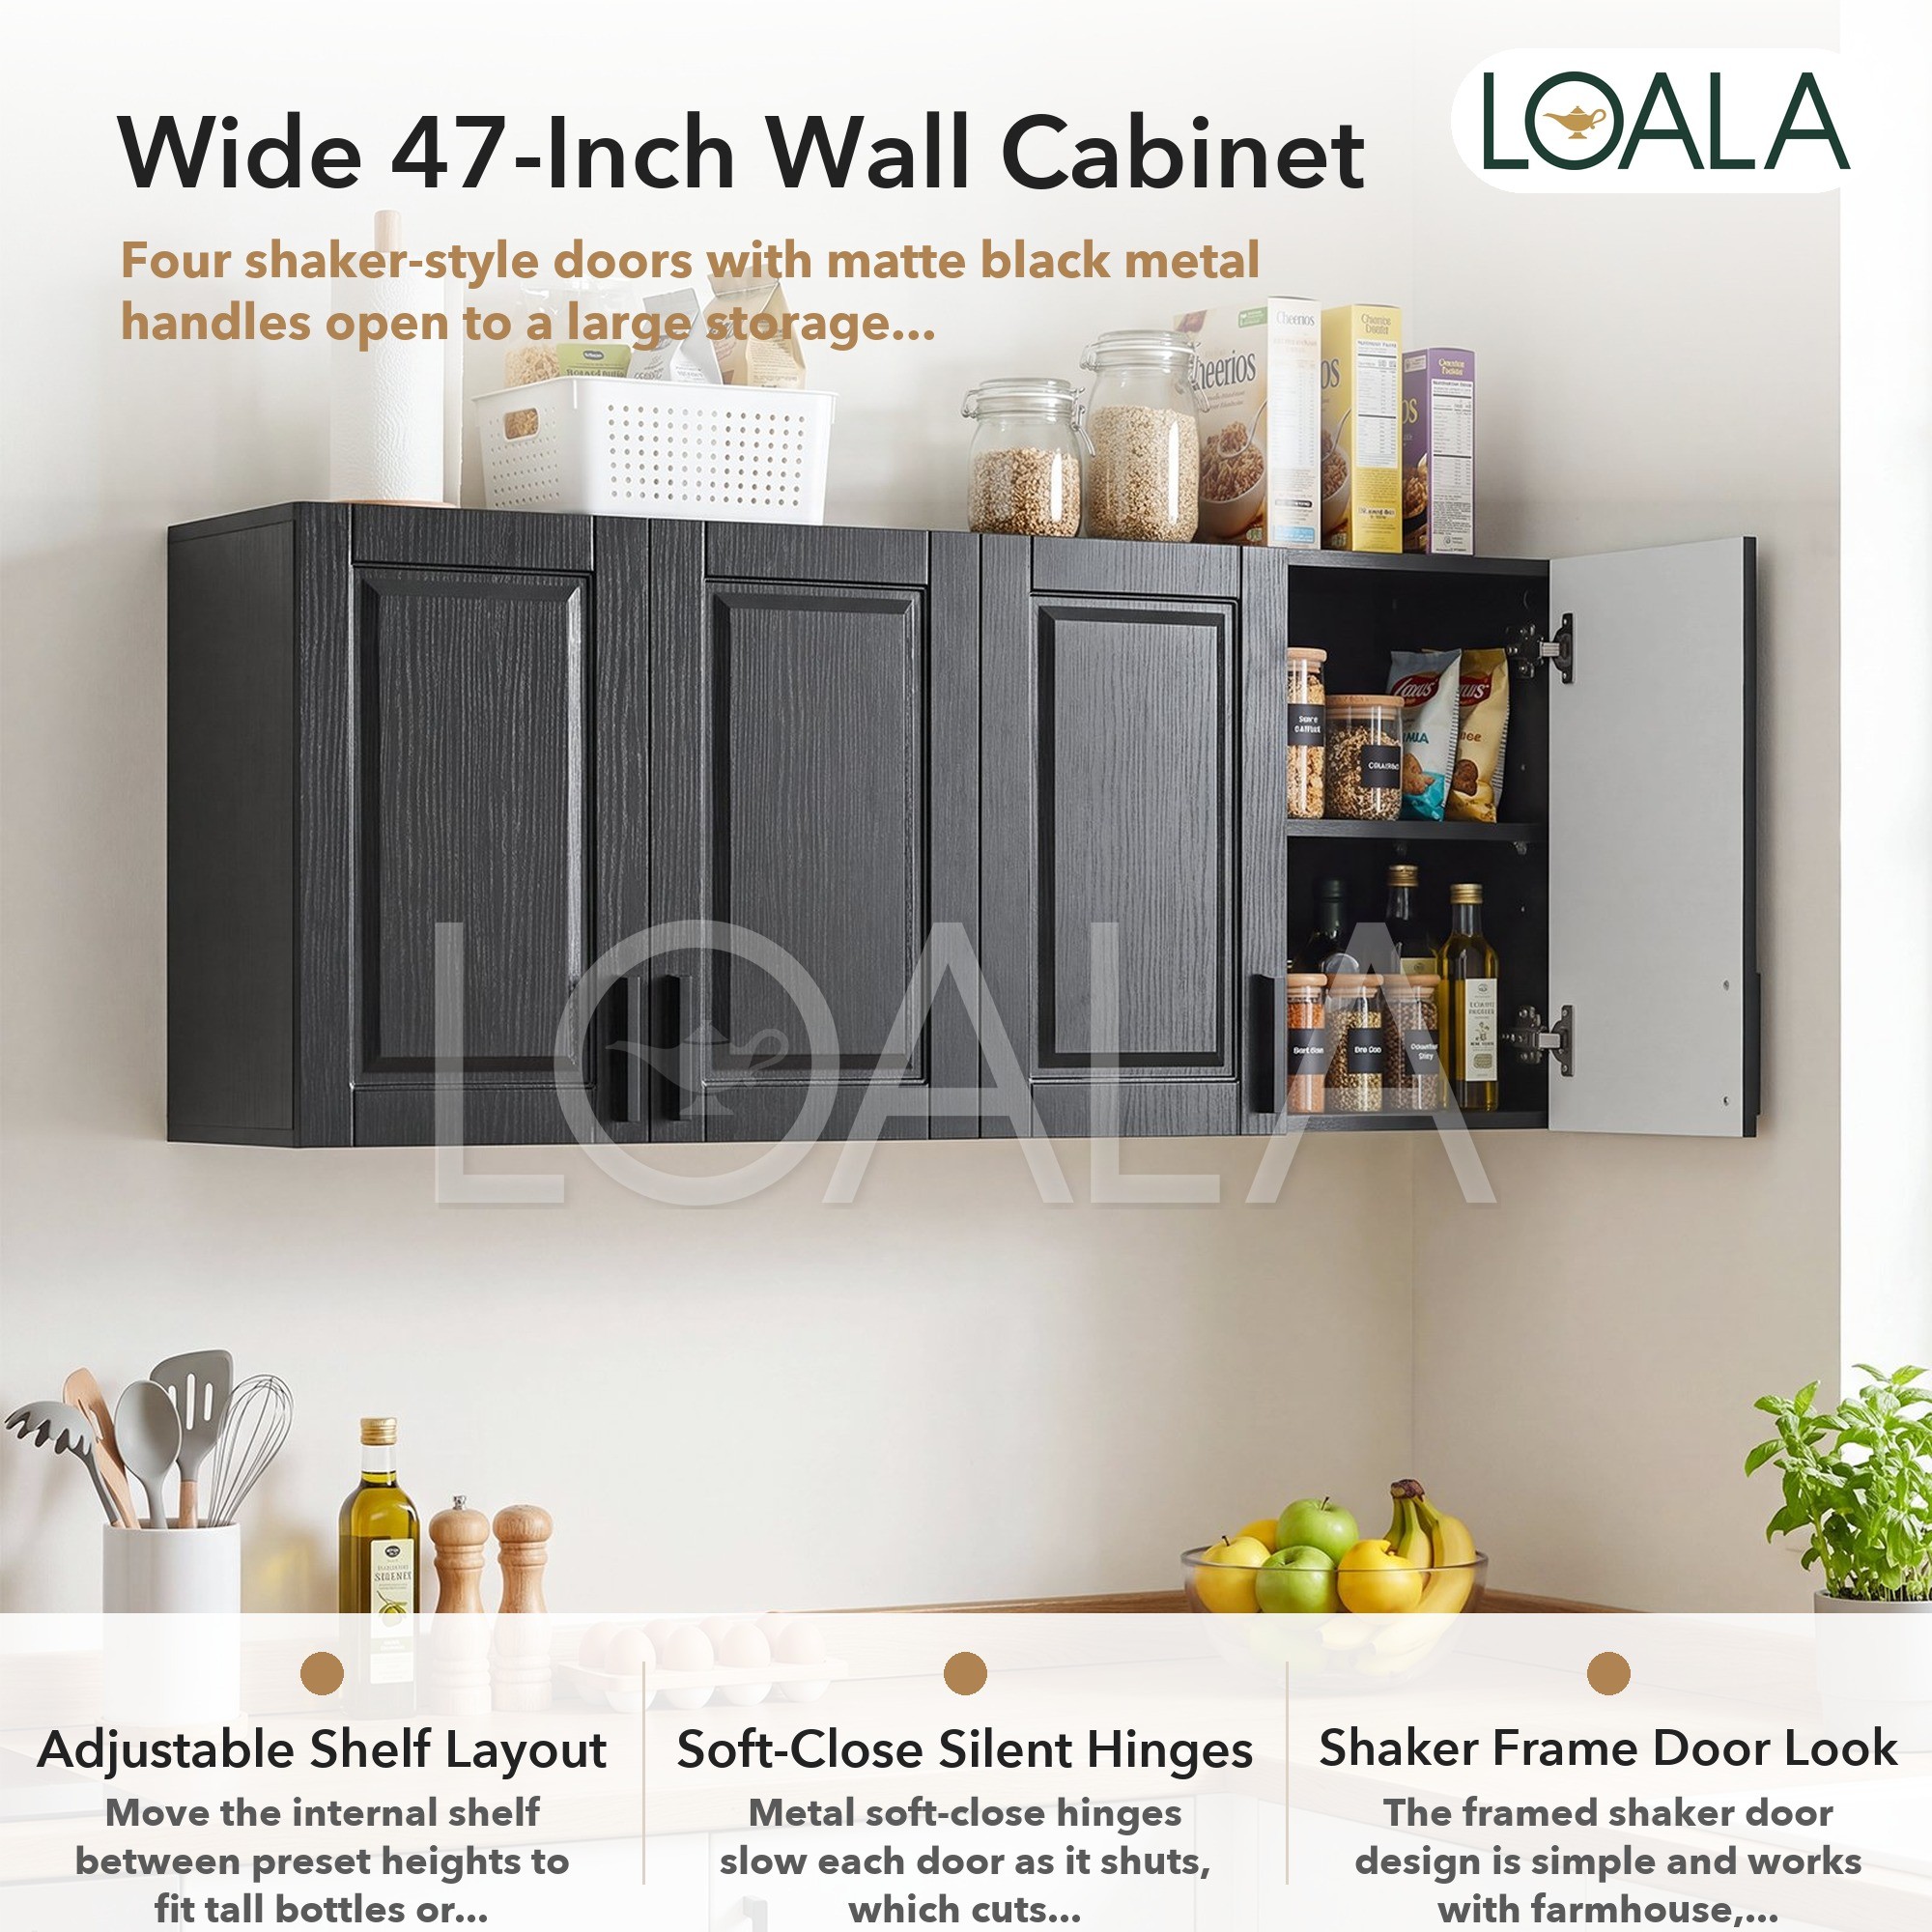 LOALA
Wide 47-Inch Wall Cabinet
Four shaker-style doors with matte black metal
handles open to a large storage...
Cheerios
heerios
LOALA
Adjustable Shelf Layout
Move the internal shelf
between preset heights to
fit tall bottles or...
Soft-Close Silent Hinges
Metal soft-close hinges
slow each door as it shuts,
which cuts...
Shaker Frame Door Look
The framed shaker door
design is simple and works
with farmhouse,...